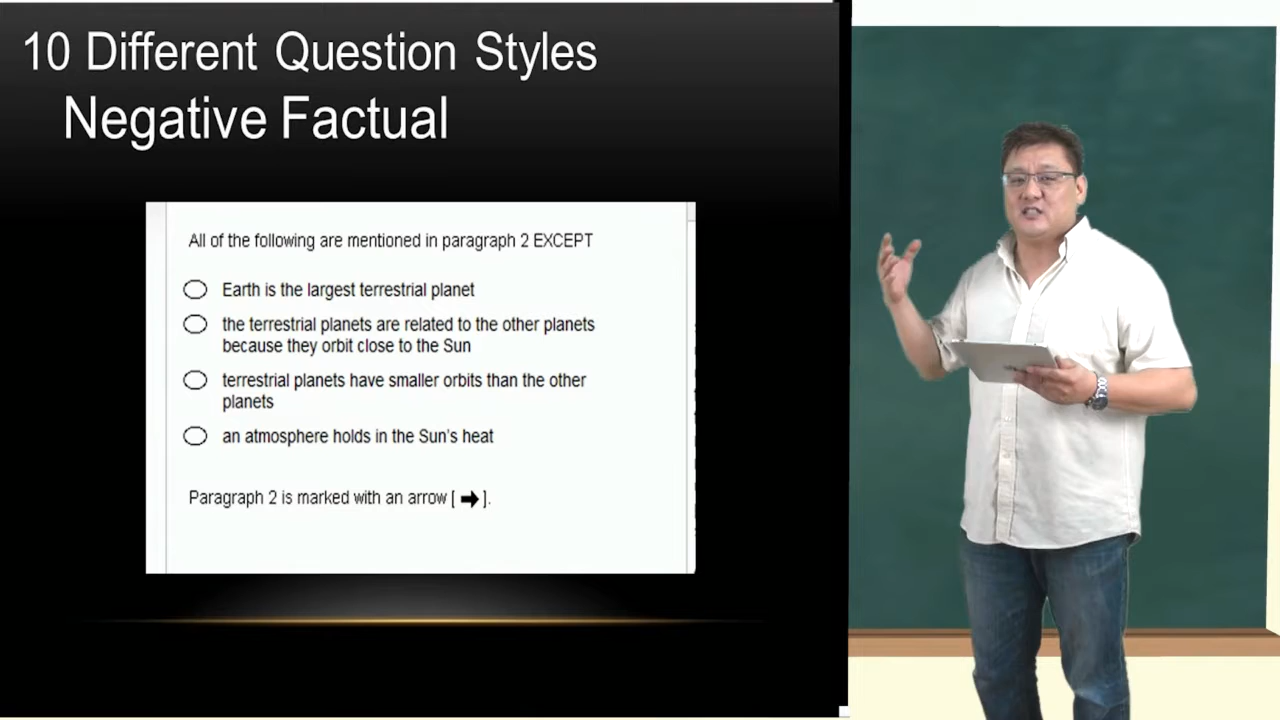 10 Different Question Styles
Negative Factual
All of the following are mentioned in paragraph 2 EXCEPT
Earth is the largest terrestrial planet
the terrestrial planets are related to the other planets
because they orbit close to the Sun
terrestrial planets have smaller orbits than the other
planets
an atmosphere holds in the Sun's heat
Paragraph 2 is marked with an arrow [ ➡ ].